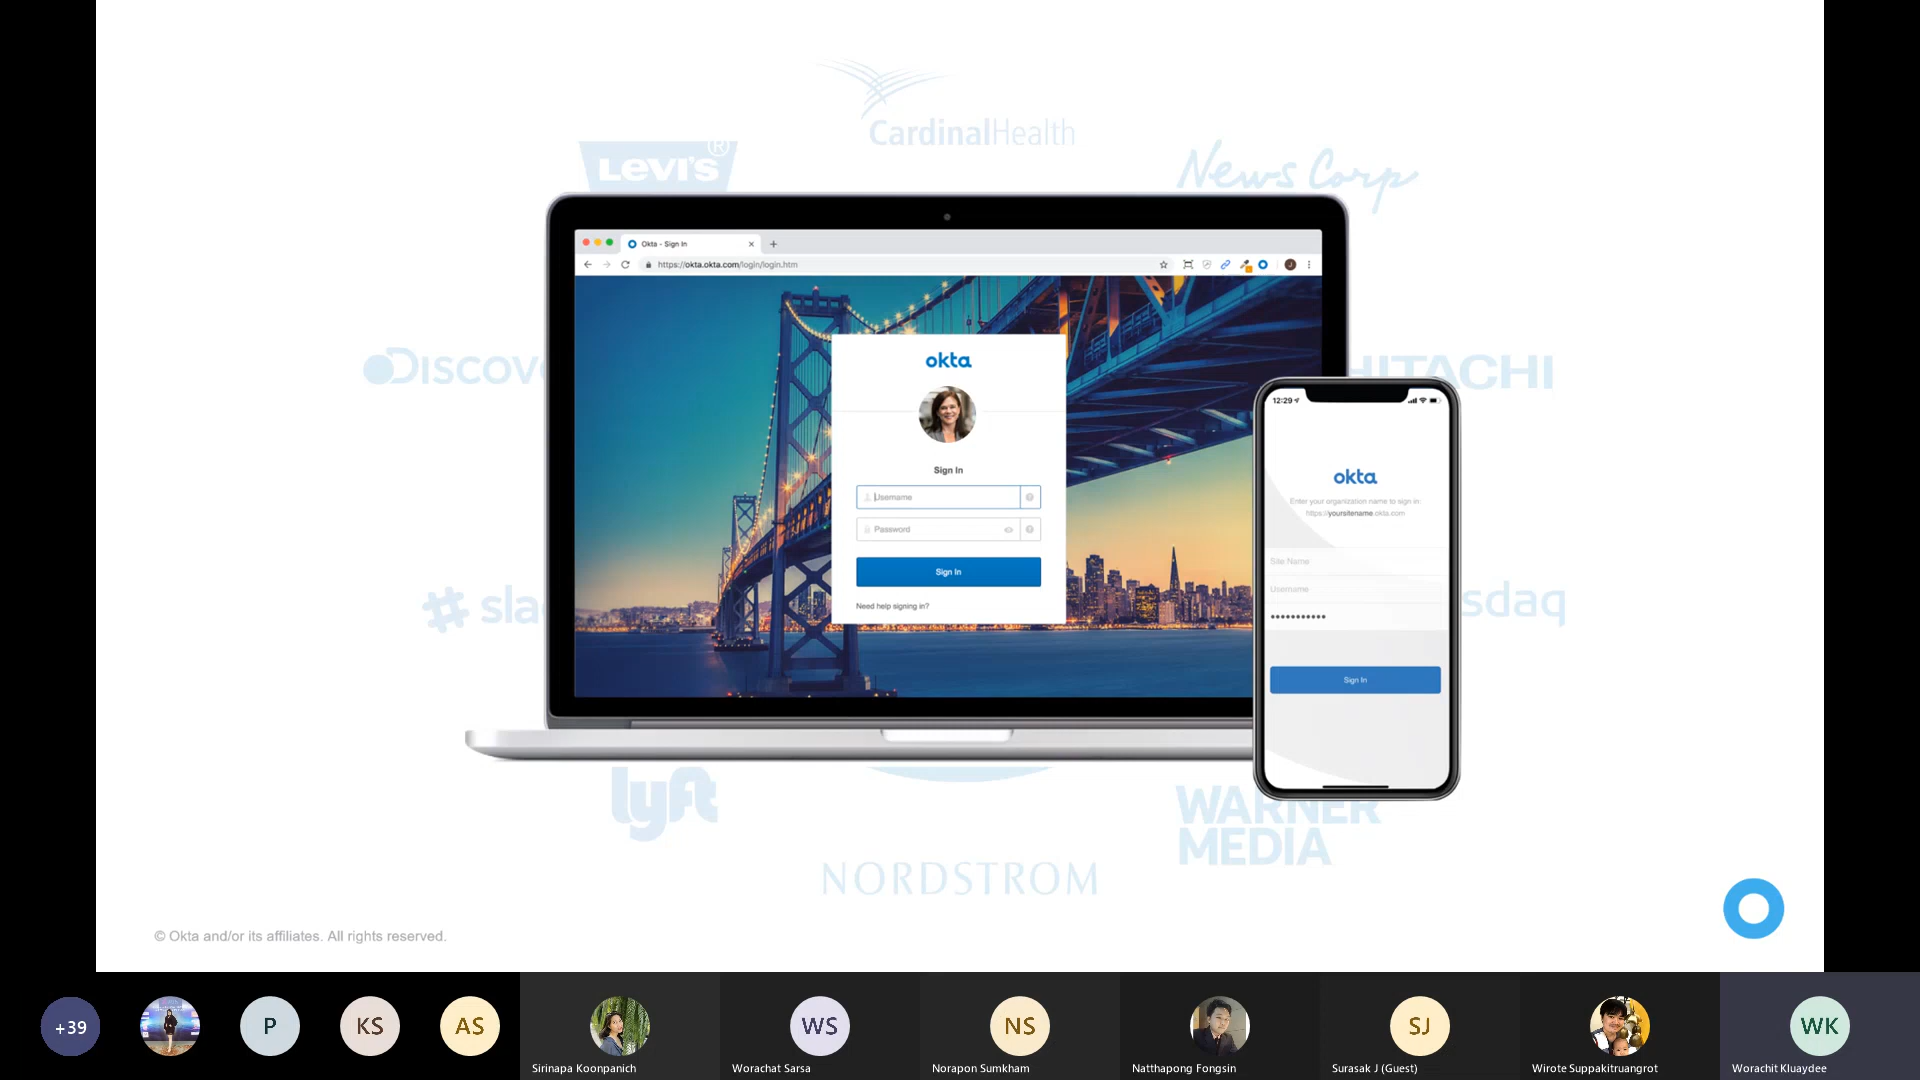 CardinalHealth
LEVI'S®
News Corp
Okta - Sign In
https://okta.okta.com/login/login.htm
okta
Sign In
Username
Password
Sign In
Need help signing in?
DISCOV
HITACHI
12:29
okta
Enter your organization name to sign in:
https://yoursitename.okta.com
Site Name
Username
Sign In
sla
sdaq
lyft
WARNER
MEDIA
NORDSTROM
© Okta and/or its affiliates. All rights reserved.
+39
P
KS
AS
WS
NS
SJ
WK
Sirinapa Koonpanich
Worachat Sarsa
Norapon Sumkham
Natthapong Fongsin
Surasak J (Guest)
Wirote Suppakitruangrot
Worachit Kluaydee